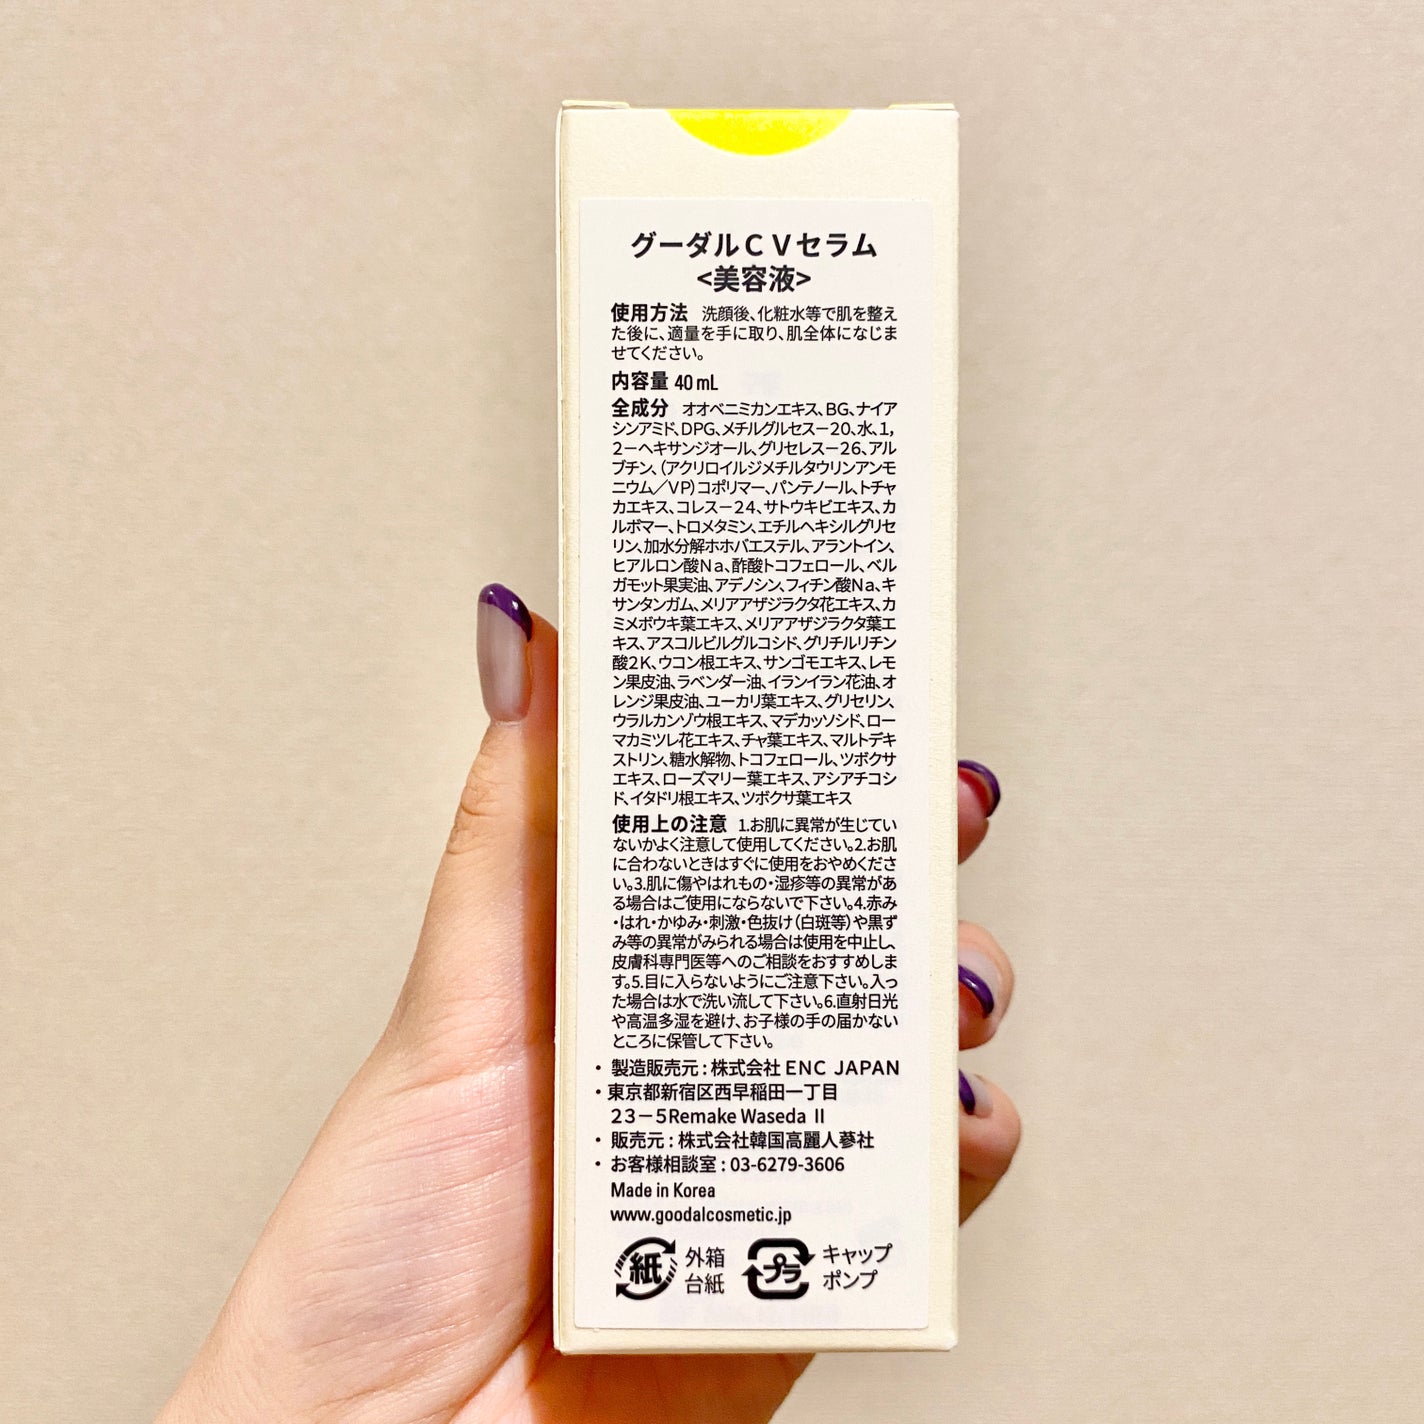 グーダルCVセラム
<美容液>
使用方法 洗顔後、化粧水等で肌を整え
た後に、適量を手に取り、肌全体になじま
せてください。
内容量 40mL
全成分 オオベニミカンエキス、BG、ナイア
シンアミド、DPG、メチルグルセス－20、水、1,
2－ヘキサンジオール、グリセレス－26、アル
ブチン、（アクリロイルジメチルタウリンアンモ
ニウム／VP）コポリマー、パンテノール、トチャ
カエキス、コレス－24、サトウキビエキス、カ
ルボマー、トロメタミン、エチルヘキシルグリセ
リン、加水分解ホホバエステル、アラントイン、
ヒアルロン酸Na、酢酸トコフェロール、ベル
ガモット果実油、アデノシン、フィチン酸Na、キ
サンタンガム、メリアアザジラクタ花エキス、カ
ミメボウキ葉エキス、メリアアザジラクタ葉エ
キス、アスコルビルグルコシド、グリチルリチン
酸2K、ウコン根エキス、サンゴモエキス、レモ
ン果皮油、ラベンダー油、イランイラン花油、オ
レンジ果皮油、ユーカリ葉エキス、グリセリン、
ウラルカンゾウ根エキス、マデカッソシド、ロー
マカミツレ花エキス、チャ葉エキス、マルトデキ
ストリン、糖水解物、トコフェロール、ツボクサ
エキス、ローズマリー葉エキス、アシアチコシ
ド、イタドリ根エキス、ツボクサ葉エキス
使用上の注意 1.お肌に異常が生じてい
ないかよく注意して使用してください。2.お肌
に合わないときはすぐに使用をおやめくださ
い。3.肌に傷やはれもの・湿疹等の異常があ
る場合はご使用にならないで下さい。4.赤み
・はれ・かゆみ・刺激・色抜け（白斑等）や黒ず
み等の異常がみられる場合は使用を中止し、
皮膚科専門医等へのご相談をおすすめしま
す。5.目に入らないようにご注意下さい。入っ
た場合は水で洗い流して下さい。6.直射日光
や高温多湿を避け、お子様の手の届かない
ところに保管して下さい。
・製造販売元：株式会社 ENC JAPAN
・東京都新宿区西早稲田一丁目
23－5Remake Waseda Ⅱ
・販売元：株式会社韓国高麗人蔘社
・お客様相談室：03-6279-3606
Made in Korea
www.goodalcosmetic.jp
紙 外箱 プラ キャップ
台紙 ポンプ